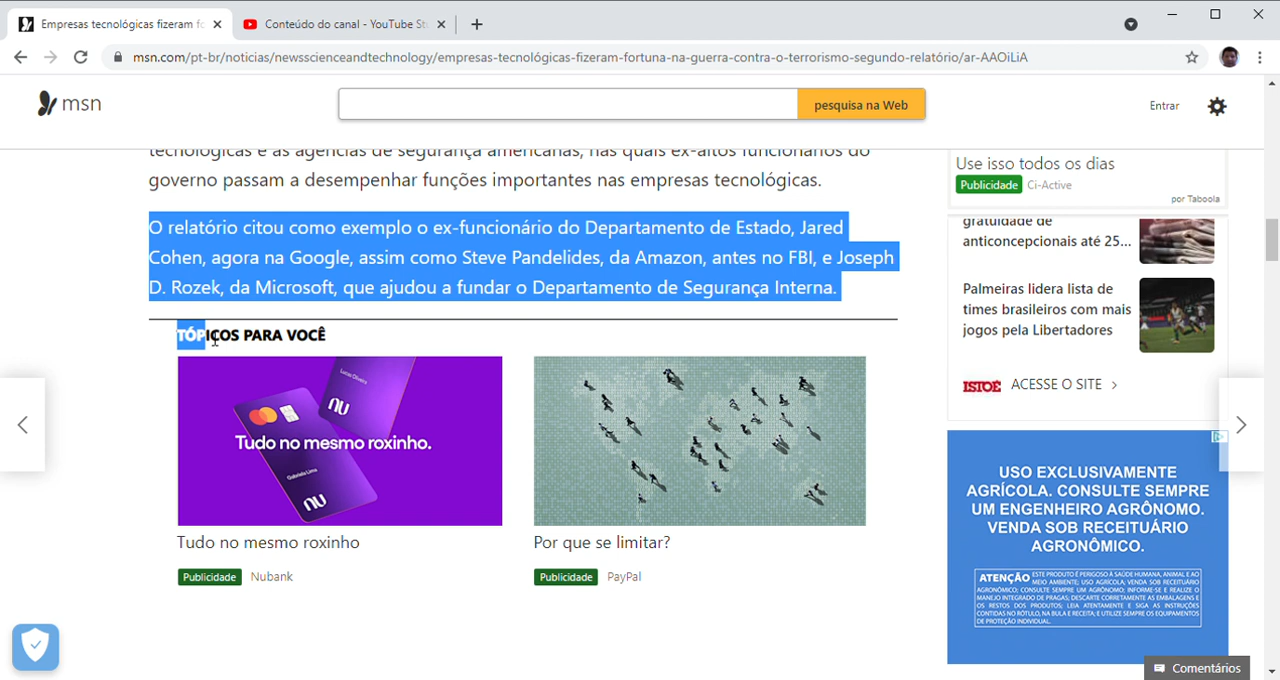 Empresas tecnológicas fizeram fo
Conteúdo do canal - YouTube Stu
msn.com/pt-br/noticias/newsscienceandtechnology/empresas-tecnológicas-fizeram-fortuna-na-guerra-contra-o-terrorismo-segundo-relatório/ar-AAOiLiA
msn
pesquisa na Web
Entrar
tecnológicas e as agências de segurança americanas, nas quais ex-altos funcionários do
governo passam a desempenhar funções importantes nas empresas tecnológicas.
O relatório citou como exemplo o ex-funcionário do Departamento de Estado, Jared
Cohen, agora na Google, assim como Steve Pandelides, da Amazon, antes no FBI, e Joseph
D. Rozek, da Microsoft, que ajudou a fundar o Departamento de Segurança Interna.
TÓPICOS PARA VOCÊ
Lucas Oliveira
nu
Tudo no mesmo roxinho.
Gabriela Lima
nu
Tudo no mesmo roxinho
Publicidade Nubank
Por que se limitar?
Publicidade PayPal
Use isso todos os dias
Publicidade Ci-Active
por Taboola
gratuidade de
anticoncepcionais até 25...
Palmeiras lidera lista de
times brasileiros com mais
jogos pela Libertadores
ISTOÉ ACESSE O SITE
USO EXCLUSIVAMENTE
AGRÍCOLA. CONSULTE SEMPRE
UM ENGENHEIRO AGRÔNOMO.
VENDA SOB RECEITUÁRIO
AGRONÔMICO.
ATENÇÃO ESTE PRODUTO É PERIGOSO À SAÚDE HUMANA, ANIMAL E AO
MEIO AMBIENTE; USO AGRÍCOLA; VENDA SOB RECEITUÁRIO
AGRONÔMICO; CONSULTE SEMPRE UM AGRÔNOMO; INFORME-SE E REALIZE O
MANEJO INTEGRADO DE PRAGAS; DESCARTE CORRETAMENTE AS EMBALAGENS E
OS RESTOS DOS PRODUTOS; LEIA ATENTAMENTE E SIGA AS INSTRUÇÕES
CONTIDAS NO RÓTULO, NA BULA E RECEITA; E UTILIZE SEMPRE OS EQUIPAMENTOS
DE PROTEÇÃO INDIVIDUAL.
Comentários